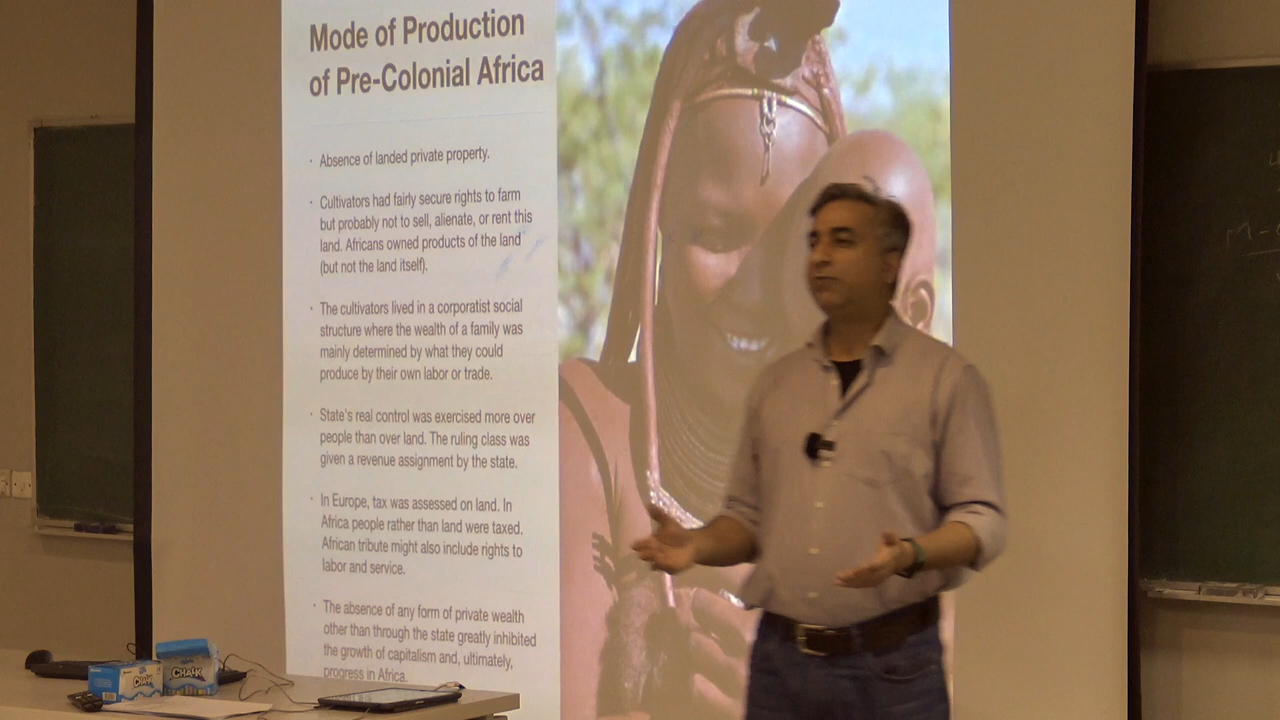 Mode of Production
of Pre-Colonial Africa
· Absence of landed private property.
· Cultivators had fairly secure rights to farm
but probably not to sell, alienate, or rent this
land. Africans owned products of the land
(but not the land itself).
· The cultivators lived in a corporatist social
structure where the wealth of a family was
mainly determined by what they could
produce by their own labor or trade.
· State's real control was exercised more over
people than over land. The ruling class was
given a revenue assignment by the state.
· In Europe, tax was assessed on land. In
Africa people rather than land were taxed.
African tribute might also include rights to
labor and service.
· The absence of any form of private wealth
other than through the state greatly inhibited
the growth of capitalism and, ultimately,
progress in Africa.
CHALK
CHALK